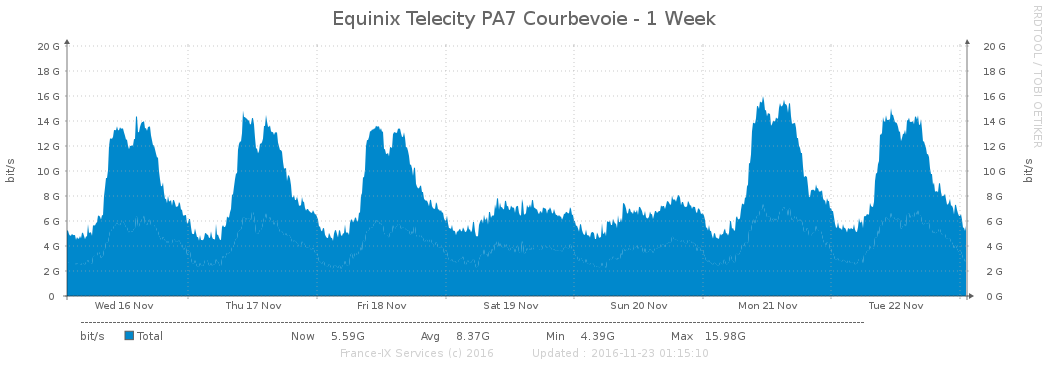 Equinix Telecity PA7 Courbevoie - 1 Week
RRDTOOL / TOBI OETIKER
20 G 20 G
18 G 18 G
16 G 16 G
14 G 14 G
12 G 12 G
10 G 10 G
8 G 8 G
6 G 6 G
4 G 4 G
2 G 2 G
0 0 G
bit/s
bit/s
Wed 16 Nov Thu 17 Nov Fri 18 Nov Sat 19 Nov Sun 20 Nov Mon 21 Nov Tue 22 Nov
bit/s Total Now 5.59G Avg 8.37G Min 4.39G Max 15.98G
France-IX Services (c) 2016 Updated : 2016-11-23 01:15:10